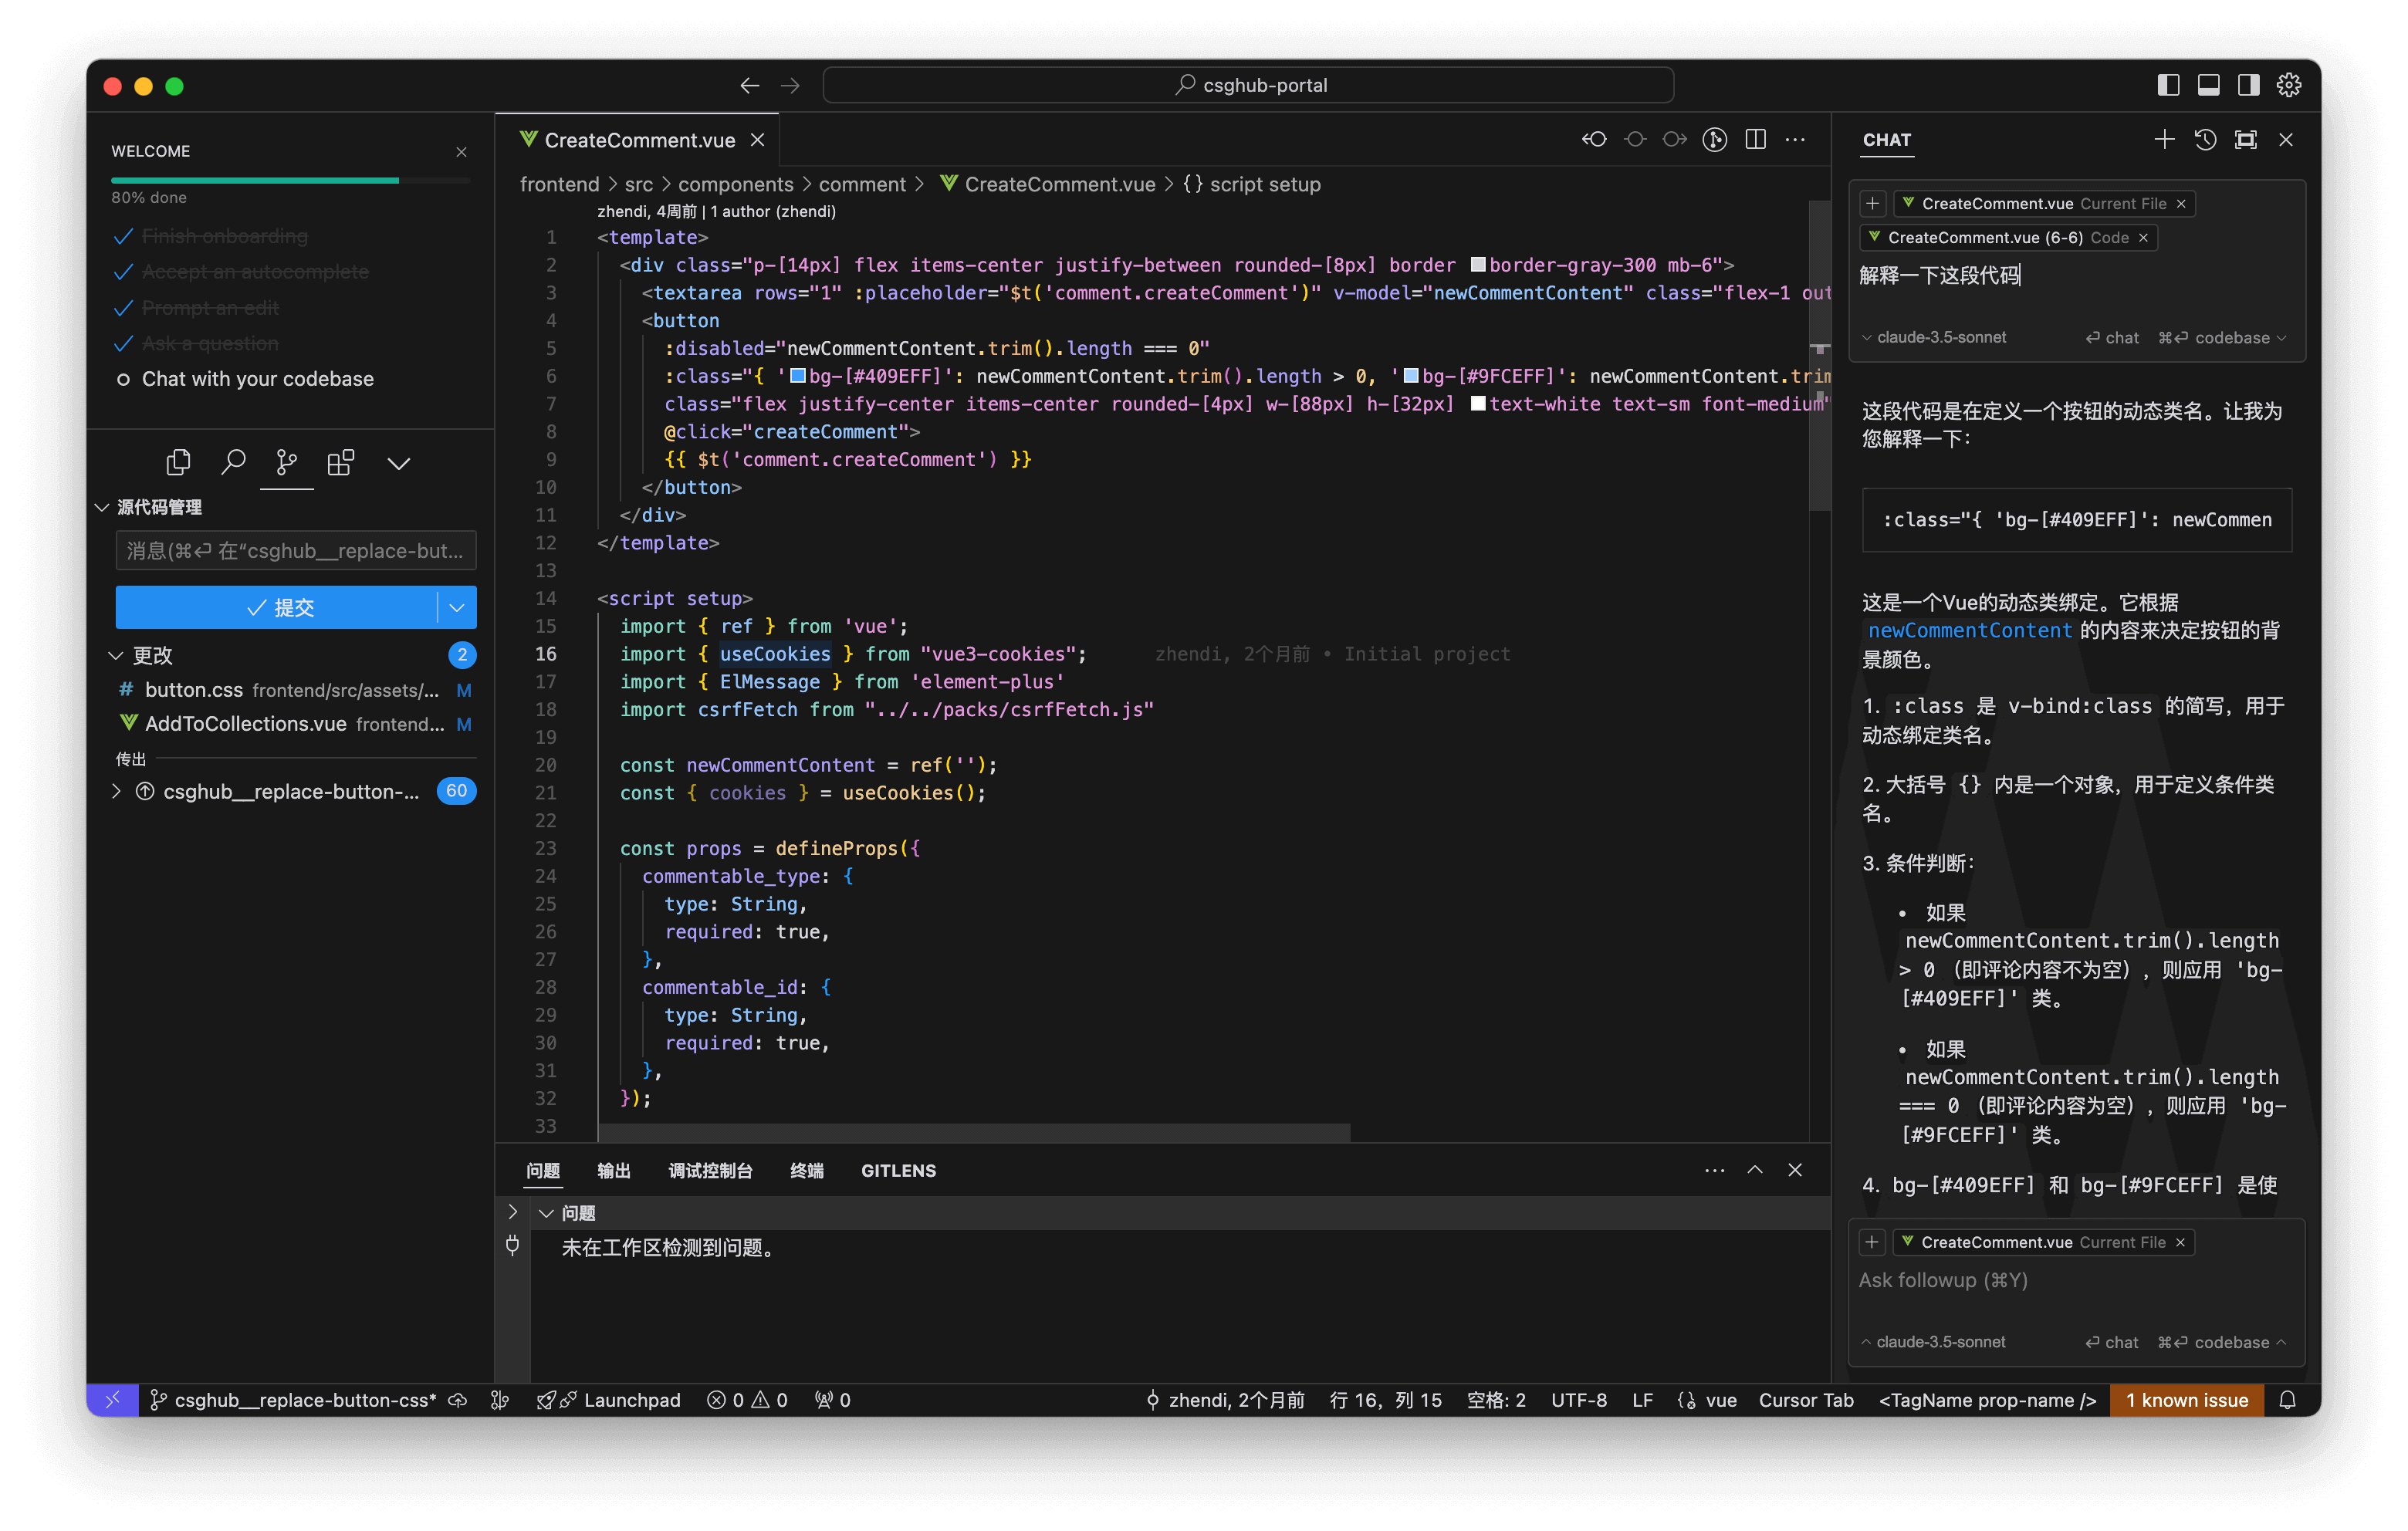 csghub-portal
WELCOME
80% done
Finish onboarding
Accept an autocomplete
Prompt an edit
Ask a question
Chat with your codebase
源代码管理
消息(⌘⏎ 在“csghub__replace-but...
提交
更改
2
# button.css frontend/src/assets/... M
AddToCollections.vue frontend... M
传出
csghub__replace-button-... 60
CreateComment.vue
frontend > src > components > comment > CreateComment.vue > {} script setup
zhendi, 4周前 | 1 author (zhendi)
1 <template>
2 <div class="p-[14px] flex items-center justify-between rounded-[8px] border border-gray-300 mb-6">
3 <textarea rows="1" :placeholder="$t('comment.createComment')" v-model="newCommentContent" class="flex-1 out
4 <button
5 :disabled="newCommentContent.trim().length === 0"
6 :class="{ 'bg-[#409EFF]': newCommentContent.trim().length > 0, 'bg-[#9FCEFF]': newCommentContent.trim
7 class="flex justify-center items-center rounded-[4px] w-[88px] h-[32px] text-white text-sm font-medium"
8 @click="createComment">
9 {{ $t('comment.createComment') }}
10 </button>
11 </div>
12 </template>
13
14 <script setup>
15 import { ref } from 'vue';
16 import { useCookies } from "vue3-cookies"; zhendi, 2个月前 • Initial project
17 import { ElMessage } from 'element-plus'
18 import csrfFetch from "../../packs/csrfFetch.js"
19
20 const newCommentContent = ref('');
21 const { cookies } = useCookies();
22
23 const props = defineProps({
24 commentable_type: {
25 type: String,
26 required: true,
27 },
28 commentable_id: {
29 type: String,
30 required: true,
31 },
32 });
33
问题 输出 调试控制台 终端 GITLENS
问题
未在工作区检测到问题。
CHAT
CreateComment.vue Current File
CreateComment.vue (6-6) Code
解释一下这段代码
claude-3.5-sonnet ⏎ chat ⌘⏎ codebase
这段代码是在定义一个按钮的动态类名。让我为
您解释一下：
:class="{ 'bg-[#409EFF]': newCommen
这是一个Vue的动态类绑定。它根据
newCommentContent 的内容来决定按钮的背
景颜色。
1. :class 是 v-bind:class 的简写，用于
动态绑定类名。
2. 大括号 {} 内是一个对象，用于定义条件类
名。
3. 条件判断：
• 如果
newCommentContent.trim().length
> 0 （即评论内容不为空），则应用 'bg-
[#409EFF]' 类。
• 如果
newCommentContent.trim().length
=== 0 （即评论内容为空），则应用 'bg-
[#9FCEFF]' 类。
4. bg-[#409EFF] 和 bg-[#9FCEFF] 是使
CreateComment.vue Current File
Ask followup (⌘Y)
claude-3.5-sonnet ⏎ chat ⌘⏎ codebase
csghub__replace-button-css* Launchpad 0 0 0 zhendi, 2个月前 行 16，列 15 空格: 2 UTF-8 LF vue Cursor Tab <TagName prop-name /> 1 known issue